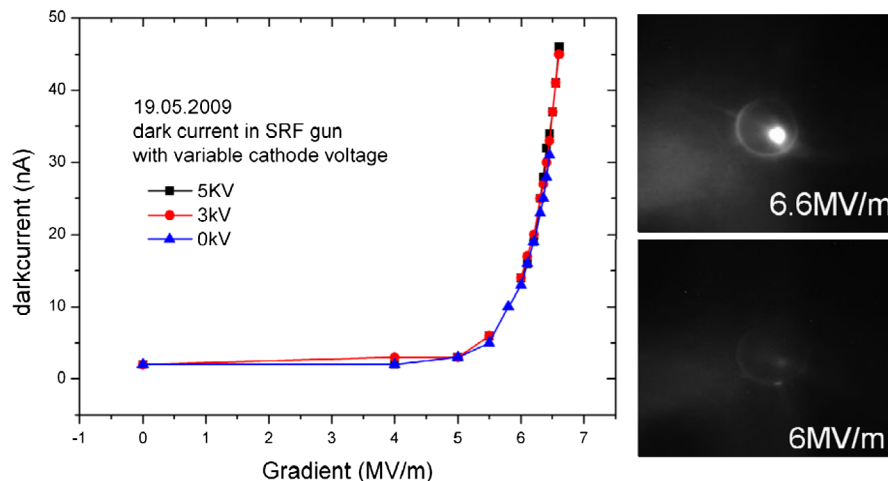 50
40
30
20
10
0
darkcurrent (nA)
19.05.2009
dark current in SRF gun
with variable cathode voltage
5KV
3kV
0kV
-1 0 1 2 3 4 5 6 7
Gradient (MV/m)
6.6MV/m
6MV/m